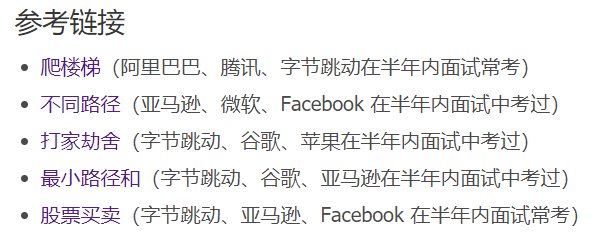 参考链接
爬楼梯（阿里巴巴、腾讯、字节跳动在半年内面试常考）
不同路径（亚马逊、微软、Facebook 在半年内面试中考过）
打家劫舍（字节跳动、谷歌、苹果在半年内面试中考过）
最小路径和（字节跳动、谷歌、亚马逊在半年内面试中考过）
股票买卖（字节跳动、亚马逊、Facebook 在半年内面试常考）